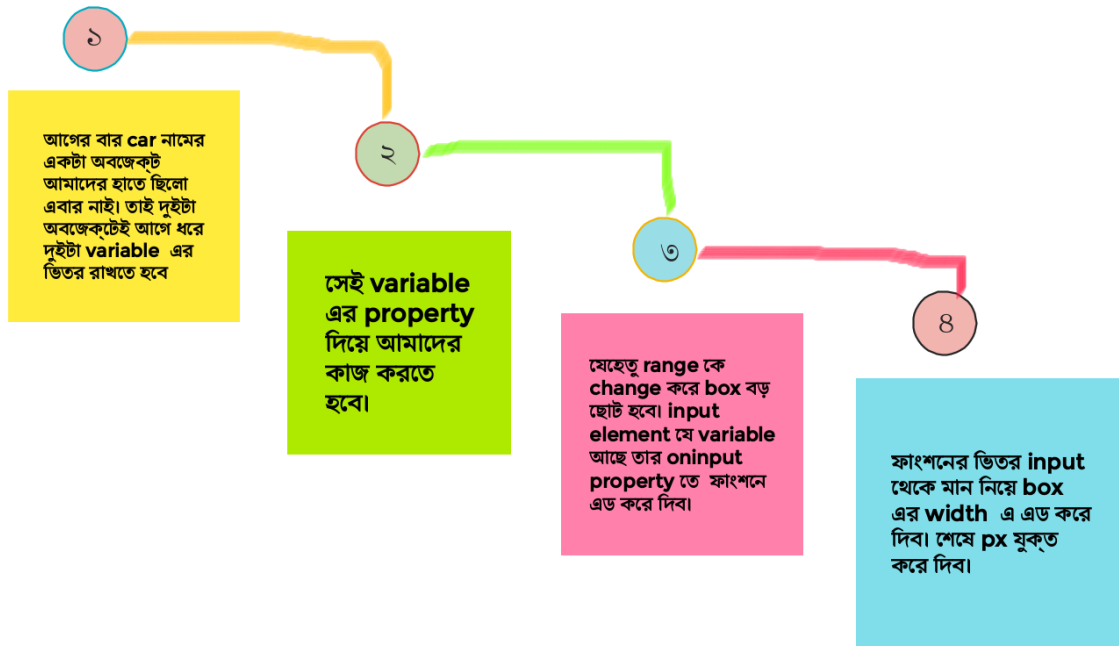 ১
আগের বার car নামের
একটা অবজেক্ট
আমাদের হাতে ছিলো
এবার নাই। তাই দুইটা
অবজেক্টেই আগে ধরে
দুইটা variable এর
ভিতর রাখতে হবে
২
সেই variable
এর property
দিয়ে আমাদের
কাজ করতে
হবে।
৩
যেহেতু range কে
change করে box বড়
ছোট হবে। input
element যে variable
আছে তার oninput
property তে ফাংশনে
এড করে দিব।
৪
ফাংশনের ভিতর input
থেকে মান নিয়ে box
এর width এ এড করে
দিব। শেষে px যুক্ত
করে দিব।